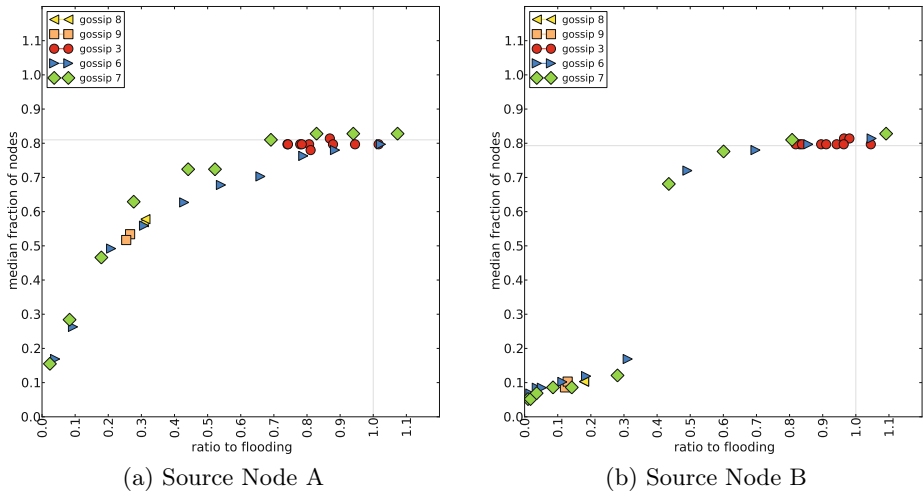 gossip 8
gossip 9
gossip 3
gossip 6
gossip 7
median fraction of nodes
1.1
1.0
0.9
0.8
0.7
0.6
0.5
0.4
0.3
0.2
0.1
0.0
0.0 0.1 0.2 0.3 0.4 0.5 0.6 0.7 0.8 0.9 1.0 1.1
ratio to flooding
(a) Source Node A
gossip 8
gossip 9
gossip 3
gossip 6
gossip 7
median fraction of nodes
1.1
1.0
0.9
0.8
0.7
0.6
0.5
0.4
0.3
0.2
0.1
0.0
0.0 0.1 0.2 0.3 0.4 0.5 0.6 0.7 0.8 0.9 1.0 1.1
ratio to flooding
(b) Source Node B